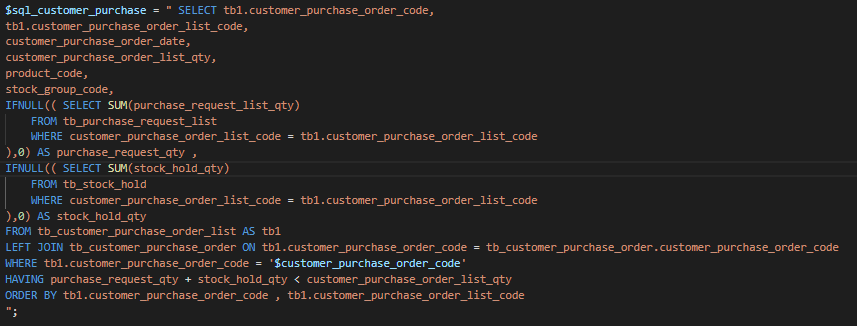 $sql_customer_purchase = " SELECT tb1.customer_purchase_order_code,
tb1.customer_purchase_order_list_code,
customer_purchase_order_date,
customer_purchase_order_list_qty,
product_code,
stock_group_code,
IFNULL(( SELECT SUM(purchase_request_list_qty)
    FROM tb_purchase_request_list
    WHERE customer_purchase_order_list_code = tb1.customer_purchase_order_list_code
),0) AS purchase_request_qty ,
IFNULL(( SELECT SUM(stock_hold_qty)
    FROM tb_stock_hold
    WHERE customer_purchase_order_list_code = tb1.customer_purchase_order_list_code
),0) AS stock_hold_qty
FROM tb_customer_purchase_order_list AS tb1
LEFT JOIN tb_customer_purchase_order ON tb1.customer_purchase_order_code = tb_customer_purchase_order.customer_purchase_order_code
WHERE tb1.customer_purchase_order_code = '$customer_purchase_order_code'
HAVING purchase_request_qty + stock_hold_qty < customer_purchase_order_list_qty
ORDER BY tb1.customer_purchase_order_code , tb1.customer_purchase_order_list_code
";